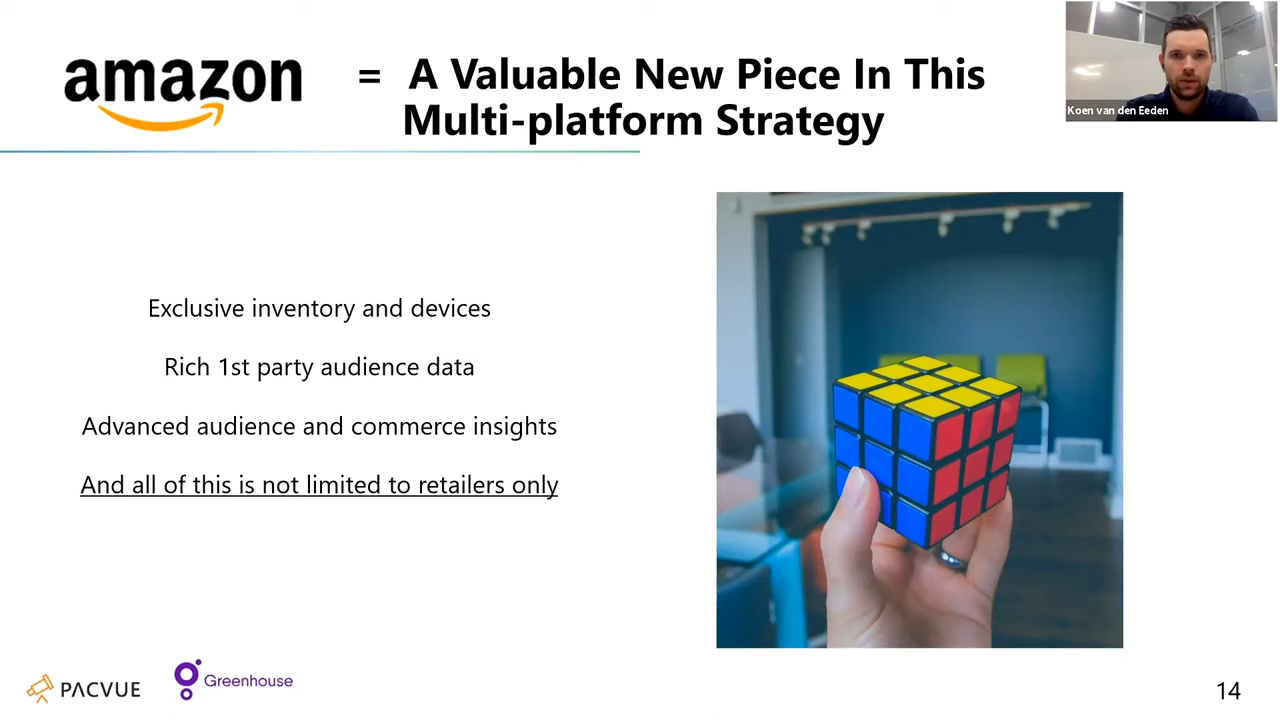 amazon = A Valuable New Piece In This
Multi-platform Strategy
Koen van den Eeden
Exclusive inventory and devices
Rich 1st party audience data
Advanced audience and commerce insights
And all of this is not limited to retailers only
PACVUE
Greenhouse
14